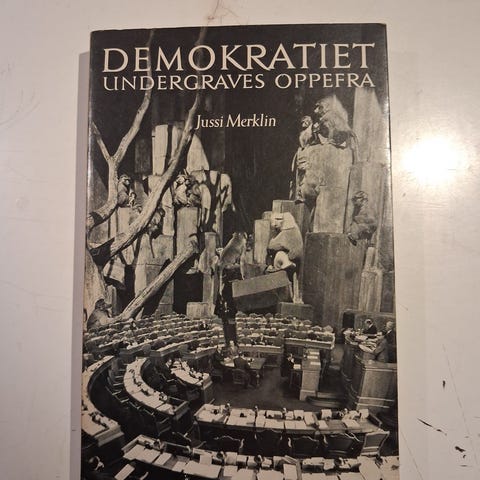 DEMOKRATIET
UNDERGRAVES OPPEFRA
Jussi Merklin